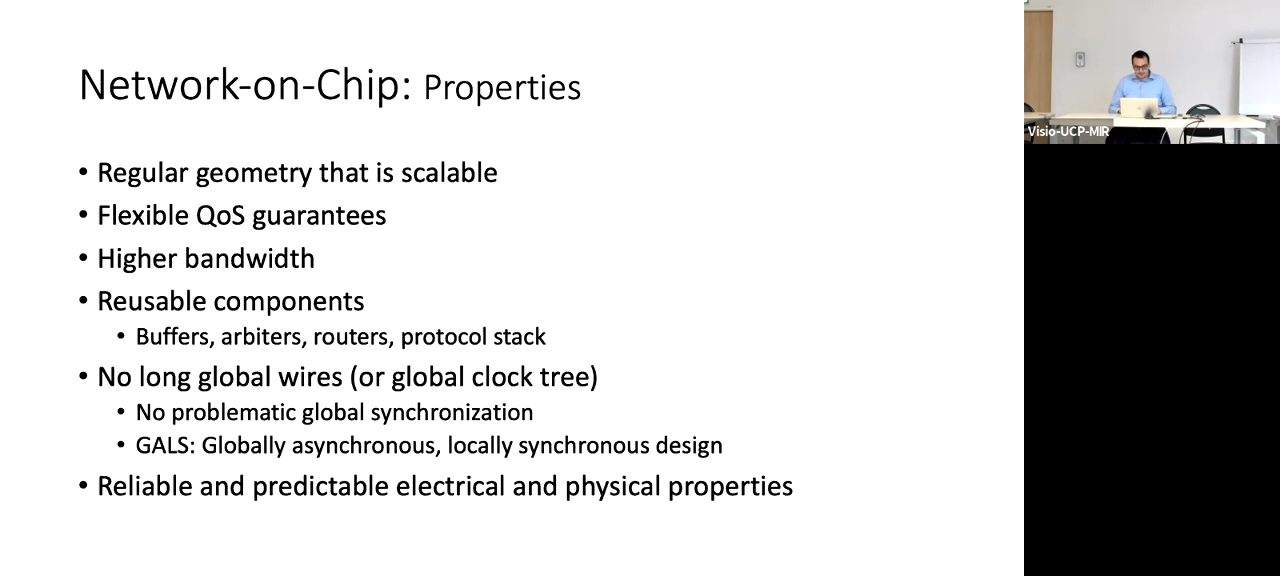 Network-on-Chip: Properties
• Regular geometry that is scalable
• Flexible QoS guarantees
• Higher bandwidth
• Reusable components
• Buffers, arbiters, routers, protocol stack
• No long global wires (or global clock tree)
• No problematic global synchronization
• GALS: Globally asynchronous, locally synchronous design
• Reliable and predictable electrical and physical properties
Visio-UCP-MIR